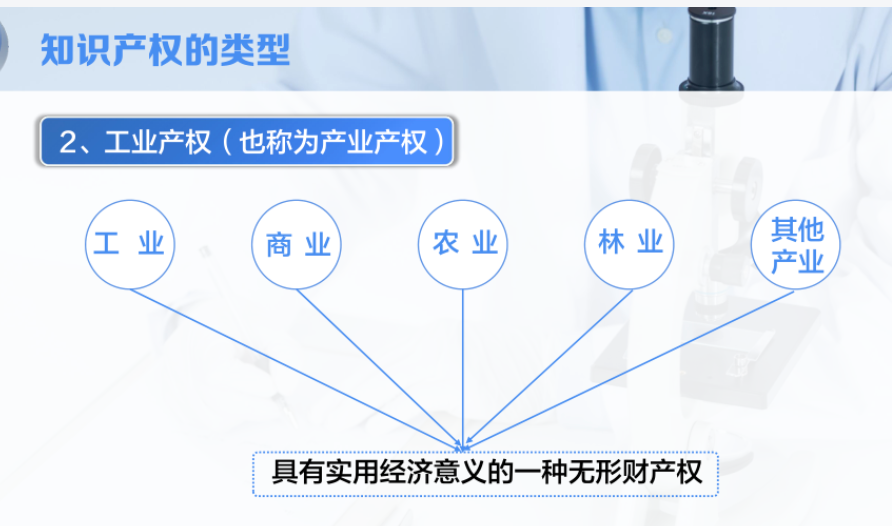 知识产权的类型
2、工业产权（也称为产业产权）
工 业
商 业
农 业
林 业
其他
产业
具有实用经济意义的一种无形财产权